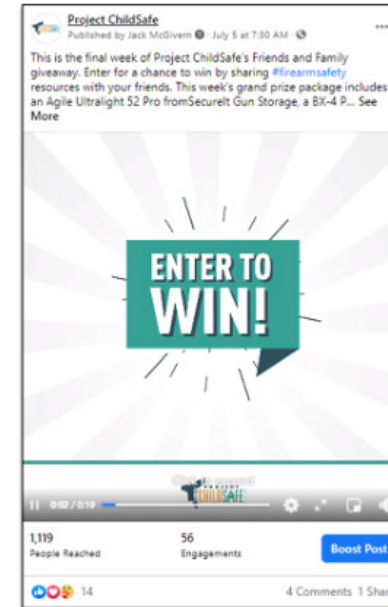 Project ChildSafe
Published by Jack McGivern · July 5 at 7:30 AM ·
This is the final week of Project ChildSafe's Friends and Family
giveaway. Enter for a chance to win by sharing #firearmsafety
resources with your friends. This week's grand prize package includes
an Agile Ultralight 52 Pro fromSecureIt Gun Storage, a BX-4 P... See
More
ENTER TO
WIN!
PROJECT
CHILDSAFE
0:02 / 0:19
1,119
People Reached
56
Engagements
Boost Post
14
4 Comments 1 Shar